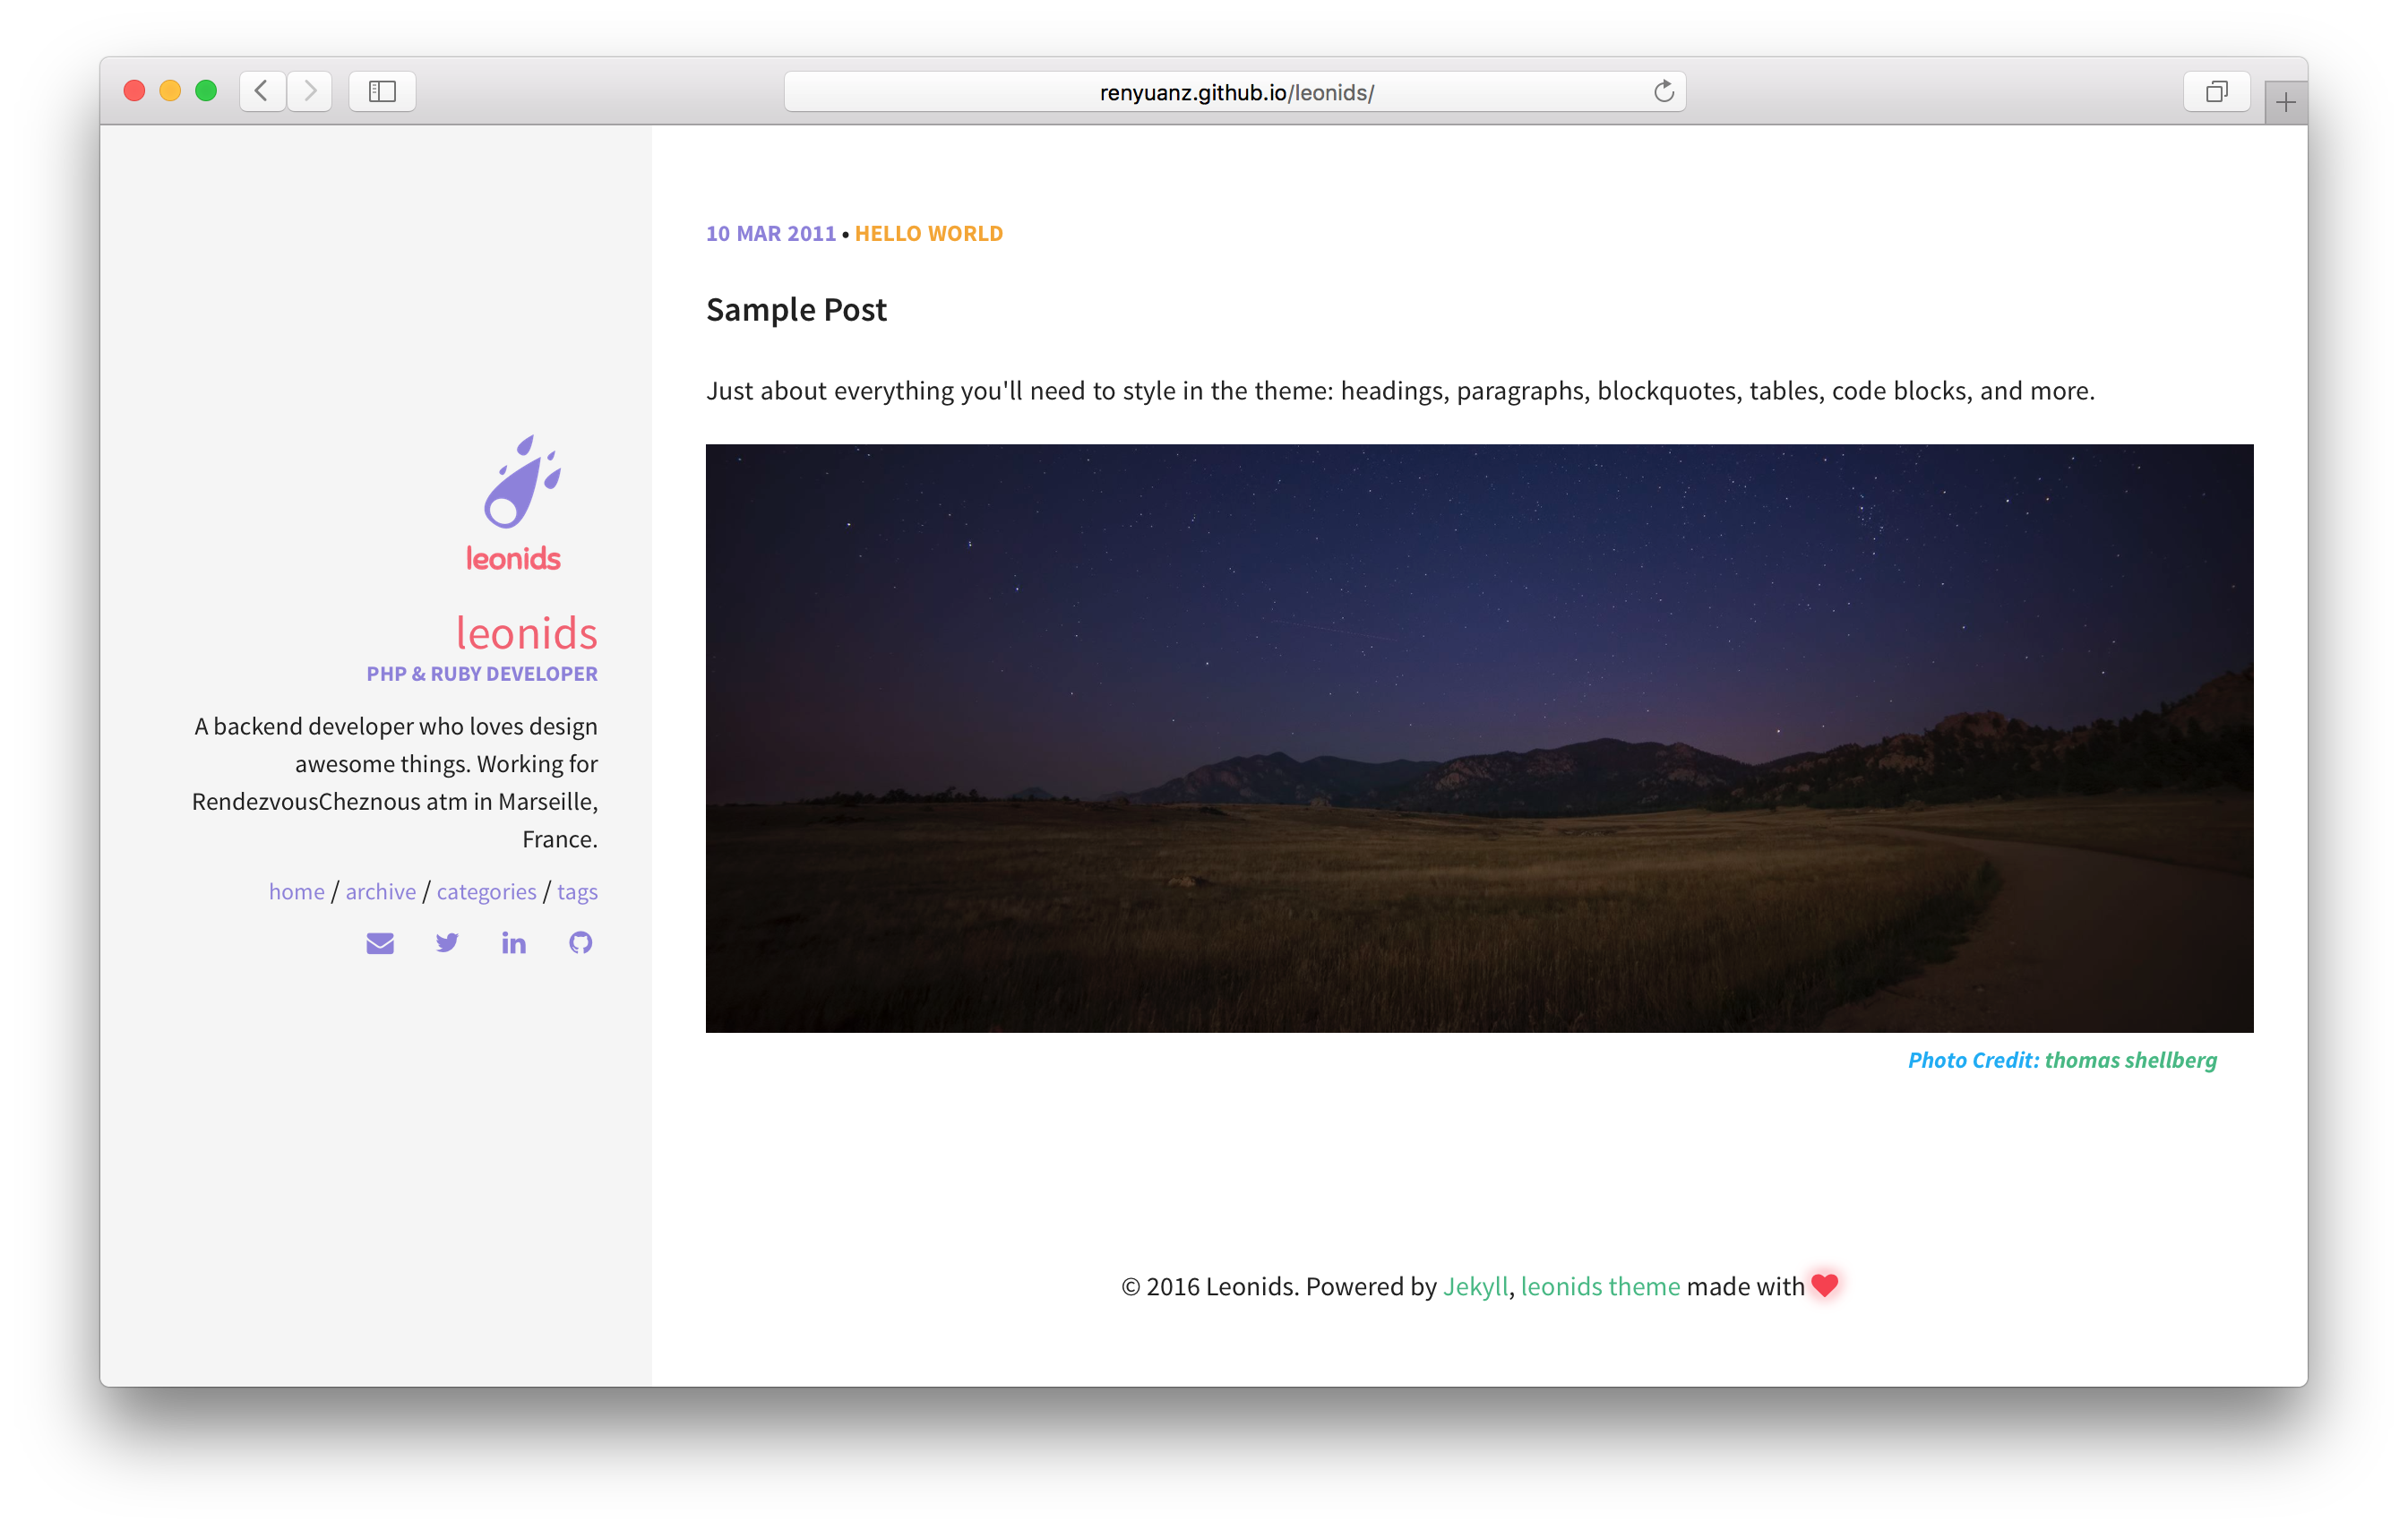 renyuanz.github.io/leonids/
leonids
leonids
PHP & RUBY DEVELOPER
A backend developer who loves design
awesome things. Working for
RendezvousCheznous atm in Marseille,
France.
home / archive / categories / tags
10 MAR 2011 • HELLO WORLD
Sample Post
Just about everything you'll need to style in the theme: headings, paragraphs, blockquotes, tables, code blocks, and more.
Photo Credit: thomas shellberg
© 2016 Leonids. Powered by Jekyll, leonids theme made with